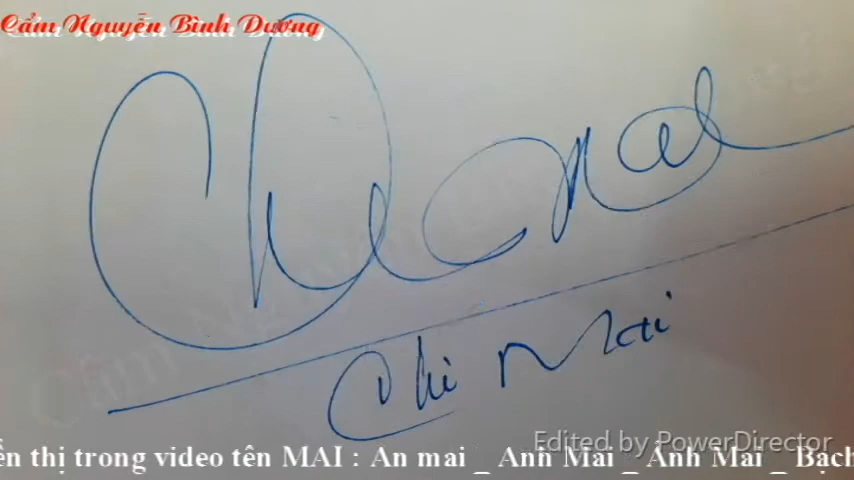 Cẩm Nguyễn Bình Dương
Chi Mai
Edited by PowerDirector
ển thị trong video tên MAI : An mai _ Anh Mai _ Ánh Mai _ Bạch